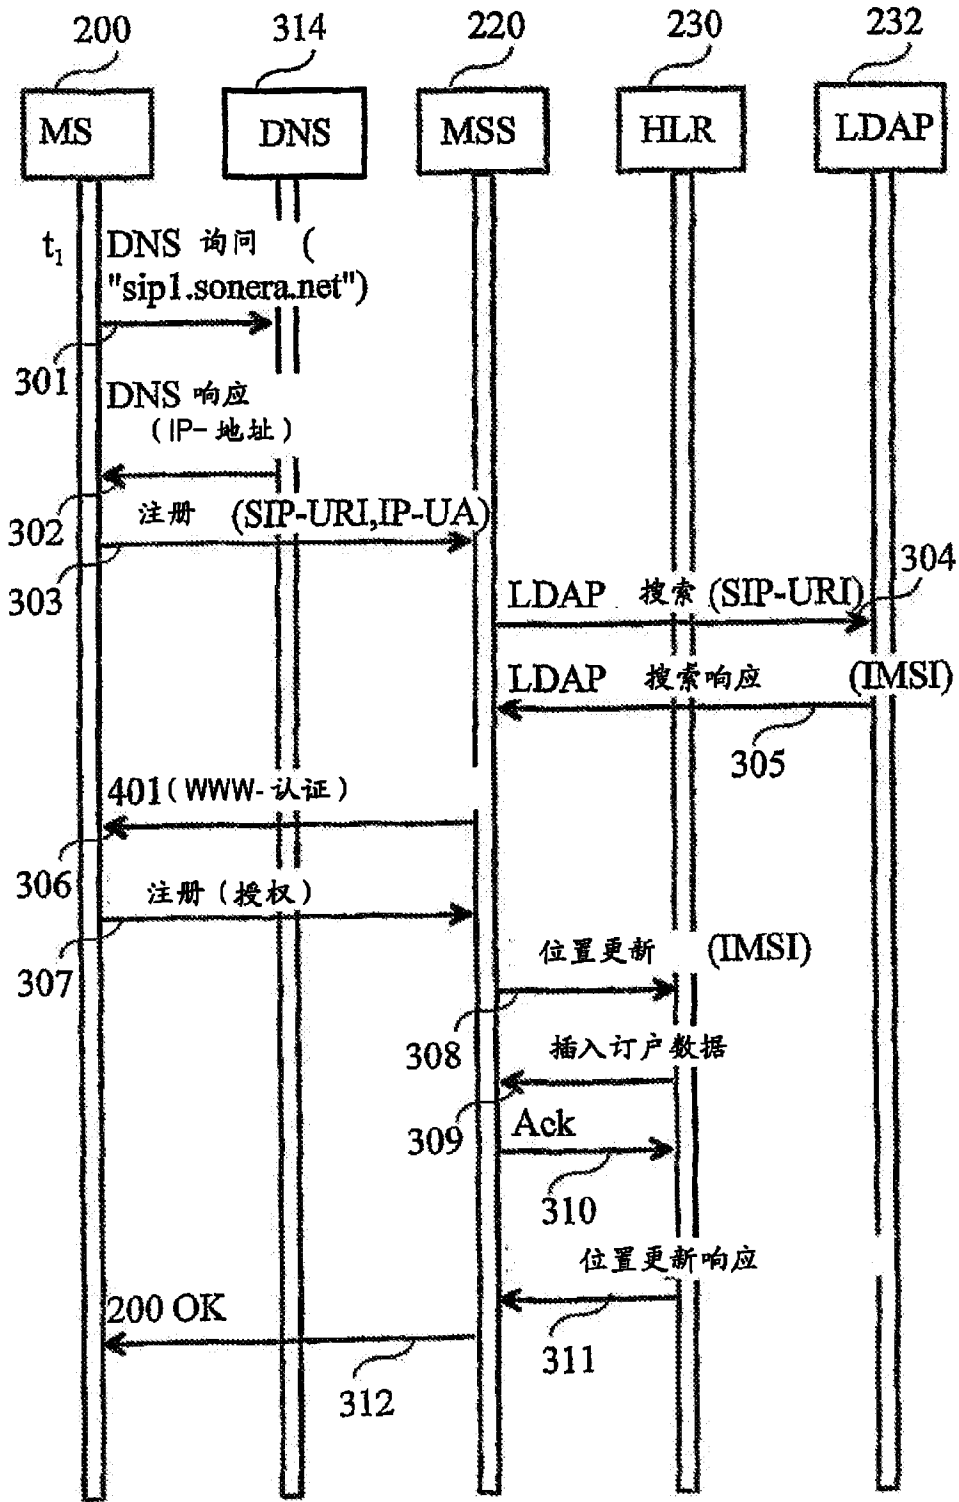 200 314 220 230 232
MS DNS MSS HLR LDAP
t1 DNS 询问 (
"sip1.sonera.net")
301
DNS 响应
(IP- 地址)
302
注册 (SIP-URI,IP-UA)
303
304
LDAP 搜索 (SIP-URI)
LDAP 搜索响应 (IMSI)
305
401 (WWW-认证)
306
注册 (授权)
307
位置更新 (IMSI)
308
插入订户数据
309
Ack
310
位置更新响应
311
200 OK
312